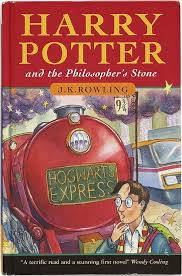 HARRY
POTTER
and the Philosopher's Stone
J.K.ROWLING
9¾
HOGWARTS
EXPRESS
"A terrific read and a stunning first novel" Wendy Cooling